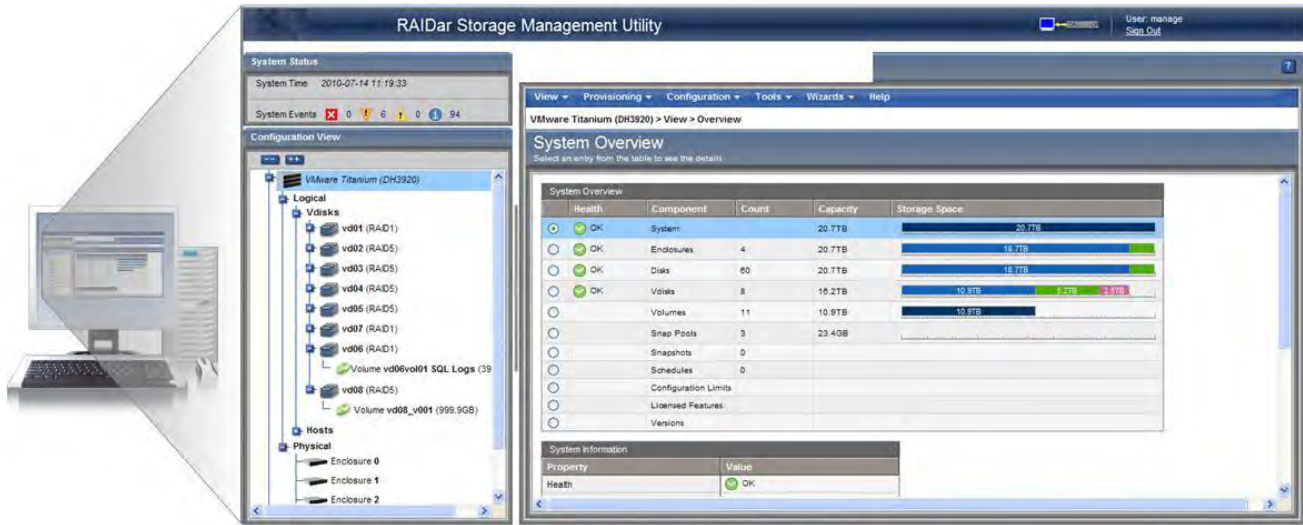 RAIDar Storage Management Utility
User: manage
Sign Out
System Status
System Time 2010-07-14 11:19:33
System Events 0 6 0 94
Configuration View
VMware Titanium (DH3920)
Logical
Vdisks
vd01 (RAID1)
vd02 (RAID5)
vd03 (RAID5)
vd04 (RAID5)
vd05 (RAID5)
vd07 (RAID1)
vd06 (RAID1)
Volume vd06vol01 SQL Logs (39
vd08 (RAID5)
Volume vd08_v001 (999.9GB)
Hosts
Physical
Enclosure 0
Enclosure 1
Enclosure 2
?
View Provisioning Configuration Tools Wizards Help
VMware Titanium (DH3920) > View > Overview
System Overview
Select an entry from the table to see the details
System Overview
Health Component Count Capacity Storage Space
OK System 20.7TB 20.7TB
OK Enclosures 4 20.7TB 18.7TB
OK Disks 60 20.7TB 18.7TB
OK Vdisks 8 16.2TB 10.9TB 5.2TB 2.5TB
Volumes 11 10.9TB 10.9TB
Snap Pools 3 23.4GB
Snapshots 0
Schedules 0
Configuration Limits
Licensed Features
Versions
System Information
Property Value
Health OK